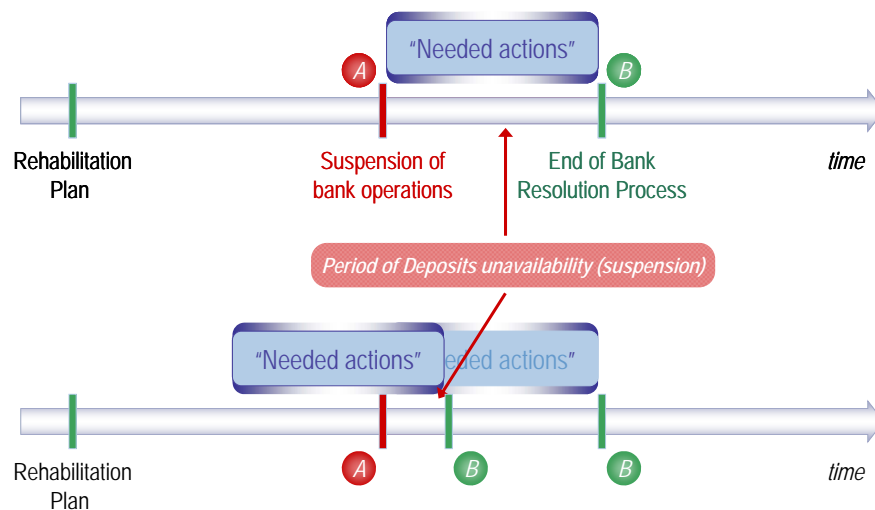 “Needed actions”
A
B
Rehabilitation
Plan
Suspension of
bank operations
End of Bank
Resolution Process
time
Period of Deposits unavailability (suspension)
“Needed actions”
eded actions”
A
B
B
Rehabilitation
Plan
time